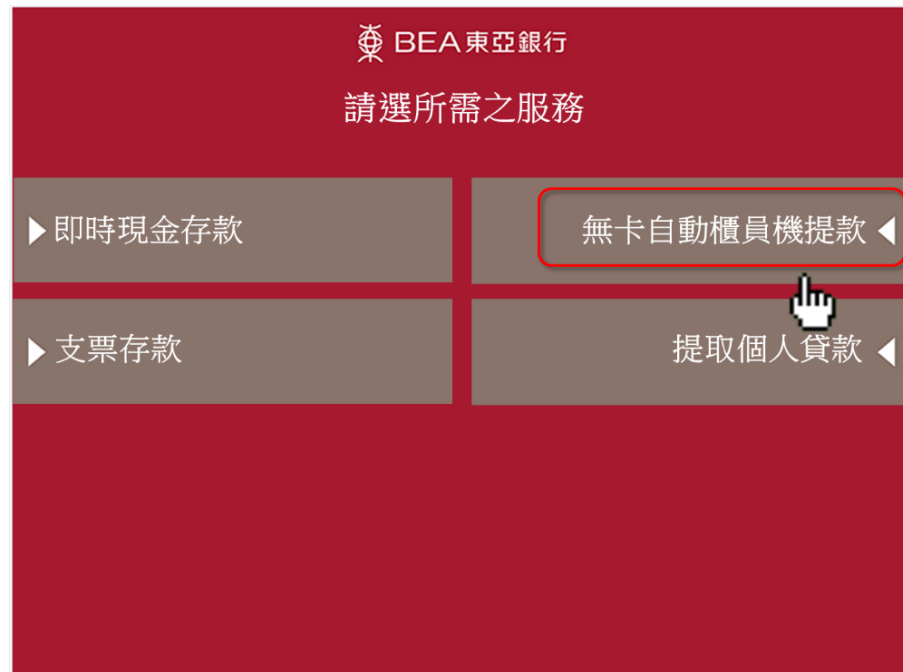 BEA東亞銀行
請選所需之服務
即時現金存款
無卡自動櫃員機提款
支票存款
提取個人貸款